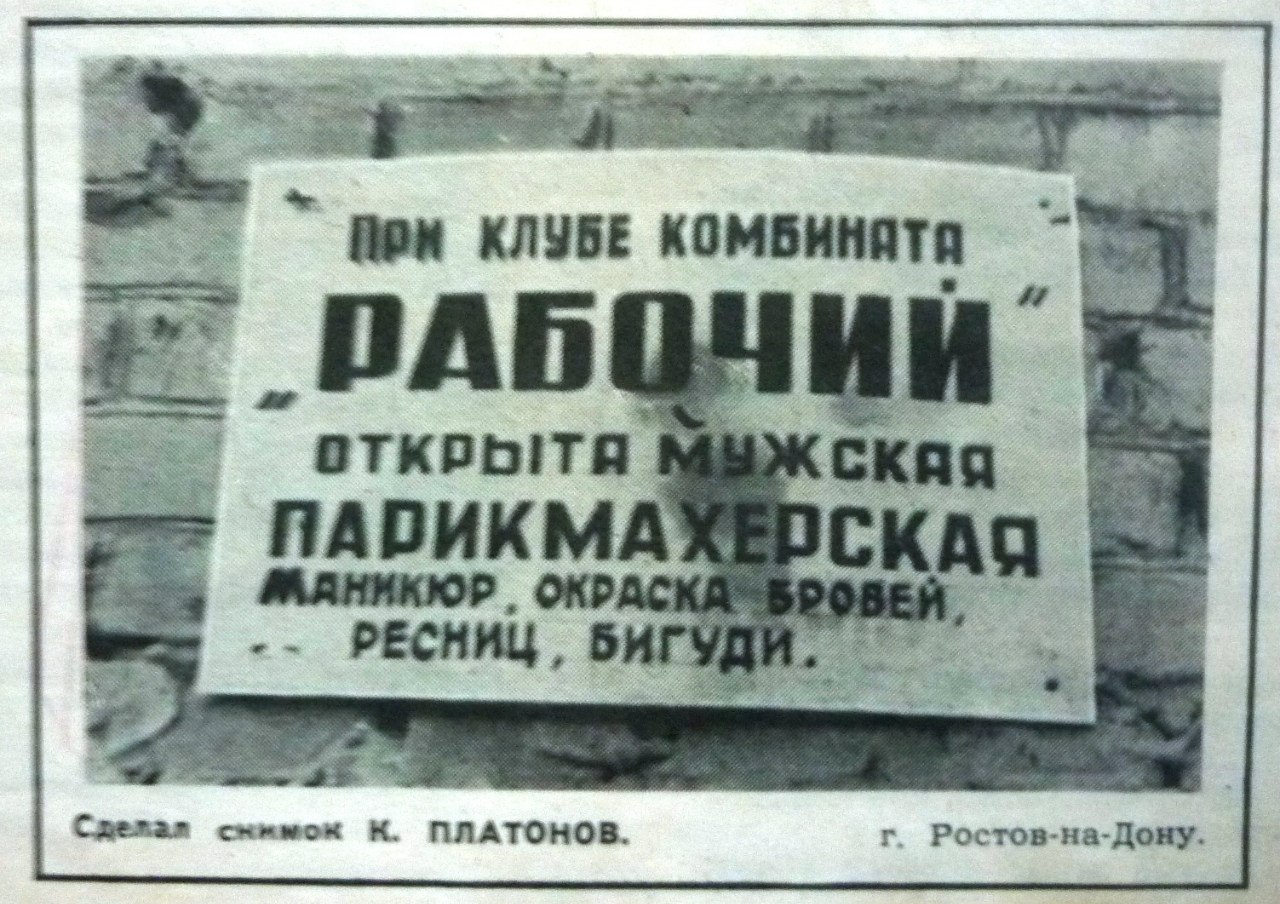 При клубе комбината
„Рабочий"
открыта мужская
парикмахерская
Маникюр, окраска бровей,
ресниц, бигуди.
Сделал снимок К. ПЛАТОНОВ.
г. Ростов-на-Дону.